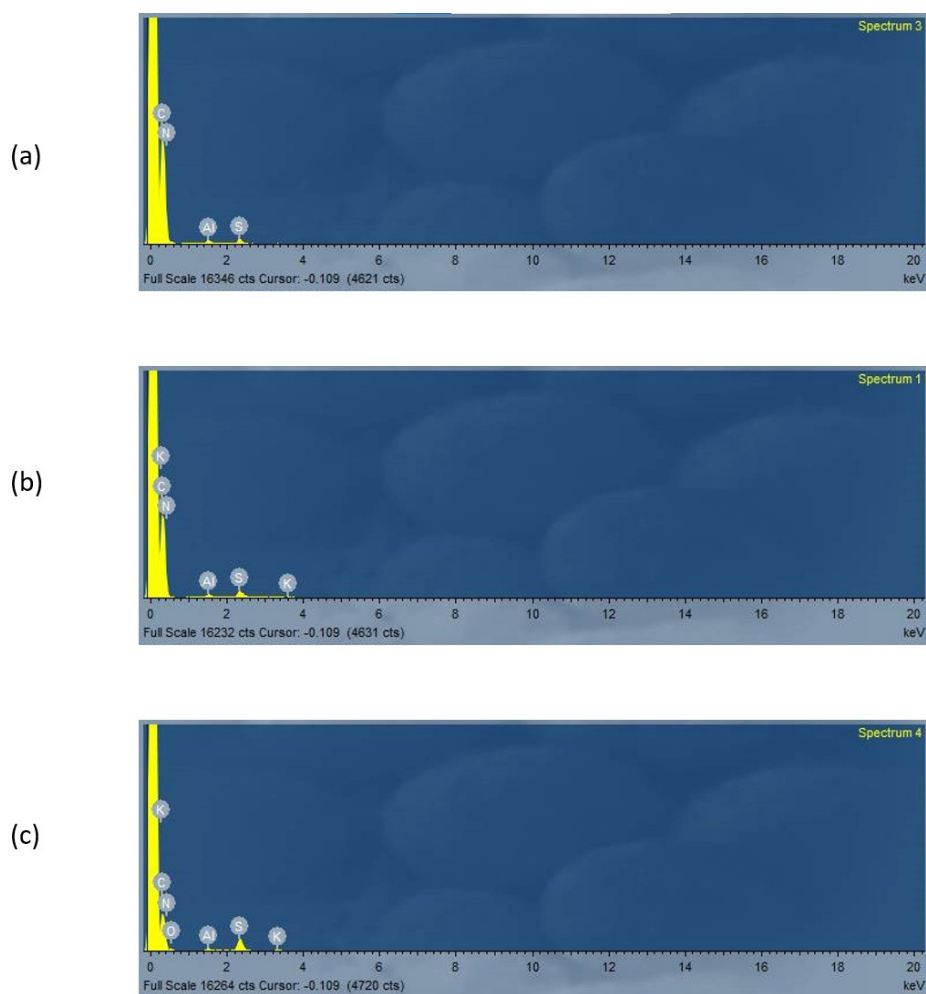 (a)
Spectrum 3
C
N
Al
S
0 2 4 6 8 10 12 14 16 18 20
Full Scale 16346 cts Cursor: -0.109 (4621 cts)
keV
(b)
Spectrum 1
K
C
N
Al
S
K
0 2 4 6 8 10 12 14 16 18 20
Full Scale 16232 cts Cursor: -0.109 (4631 cts)
keV
(c)
Spectrum 4
K
C
N
O
Al
S
K
0 2 4 6 8 10 12 14 16 18 20
Full Scale 16264 cts Cursor: -0.109 (4720 cts)
keV